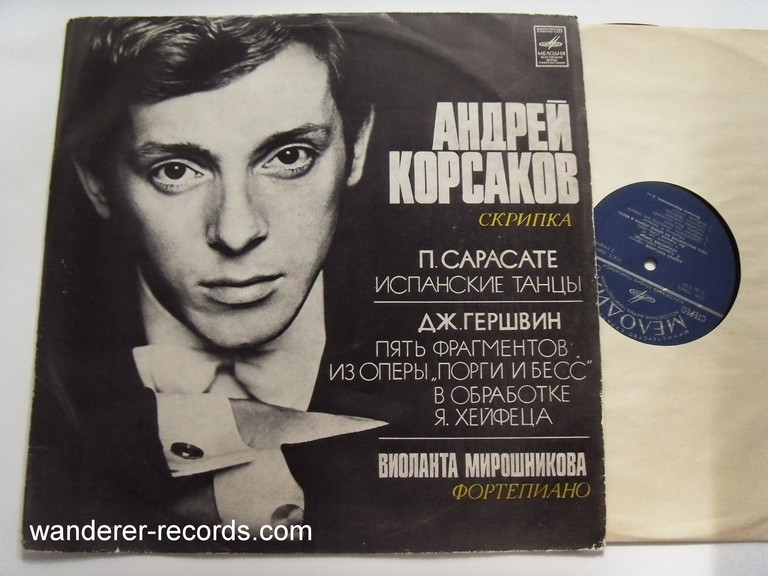 МЕЛОДИЯ
АНДРЕЙ
КОРСАКОВ
СКРИПКА
П. САРАСАТЕ
ИСПАНСКИЕ ТАНЦЫ
ДЖ. ГЕРШВИН
ПЯТЬ ФРАГМЕНТОВ
ИЗ ОПЕРЫ „ПОРГИ И БЕСС“
В ОБРАБОТКЕ
Я. ХЕЙФЕЦА
ВИОЛАНТА МИРОШНИКОВА
ФОРТЕПИАНО
СТЕРЕО
wanderer-records.com